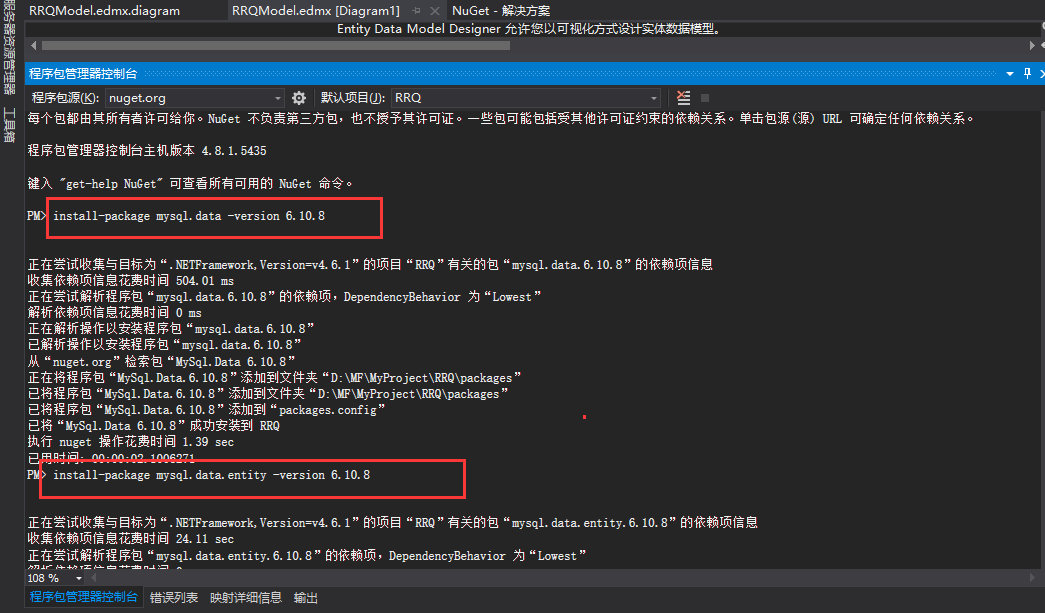 服务器资源管理器
工具箱
RRQModel.edmx.diagram
RRQModel.edmx [Diagram1]
NuGet - 解决方案
Entity Data Model Designer 允许您以可视化方式设计实体数据模型。
程序包管理器控制台
程序包源(K): nuget.org 默认项目(J): RRQ
每个包都由其所有者许可给你。NuGet 不负责第三方包，也不授予其许可证。一些包可能包括受其他许可证约束的依赖关系。单击包源(源) URL 可确定任何依赖关系。
程序包管理器控制台主机版本 4.8.1.5435
键入 "get-help NuGet" 可查看所有可用的 NuGet 命令。
PM> install-package mysql.data -version 6.10.8
正在尝试收集与目标为“.NETFramework,Version=v4.6.1”的项目“RRQ”有关的包“mysql.data.6.10.8”的依赖项信息
收集依赖项信息花费时间 504.01 ms
正在尝试解析程序包“mysql.data.6.10.8”的依赖项，DependencyBehavior 为“Lowest”
解析依赖项信息花费时间 0 ms
正在解析操作以安装程序包“mysql.data.6.10.8”
已解析操作以安装程序包“mysql.data.6.10.8”
从“nuget.org”检索包“MySql.Data 6.10.8”
正在将程序包“MySql.Data.6.10.8”添加到文件夹“D:\MF\MyProject\RRQ\packages”
已将程序包“MySql.Data.6.10.8”添加到文件夹“D:\MF\MyProject\RRQ\packages”
已将程序包“MySql.Data.6.10.8”添加到“packages.config”
已将“MySql.Data 6.10.8”成功安装到 RRQ
执行 nuget 操作花费时间 1.39 sec
已用时间: 00:00:02.1006271
PM> install-package mysql.data.entity -version 6.10.8
正在尝试收集与目标为“.NETFramework,Version=v4.6.1”的项目“RRQ”有关的包“mysql.data.entity.6.10.8”的依赖项信息
收集依赖项信息花费时间 24.11 sec
正在尝试解析程序包“mysql.data.entity.6.10.8”的依赖项，DependencyBehavior 为“Lowest”
解析依赖项信息花费时间 0
108 %
程序包管理器控制台 错误列表 映射详细信息 输出